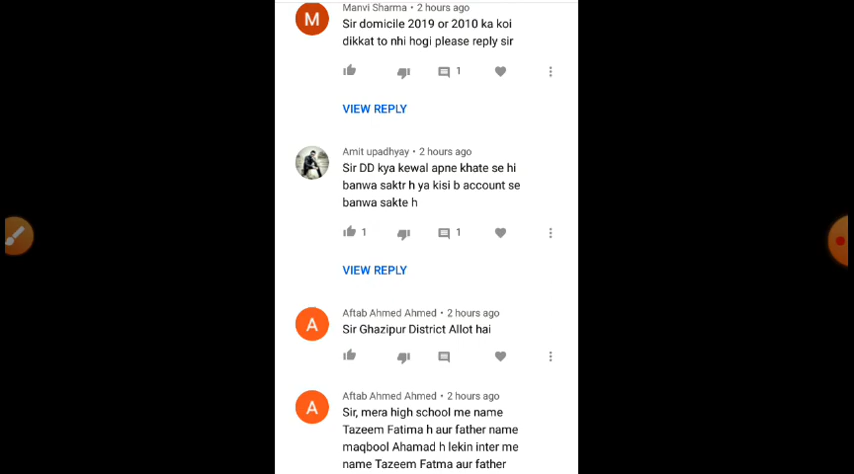 Manvi Sharma • 2 hours ago
Sir domicile 2019 or 2010 ka koi
dikkat to nhi hogi please reply sir
1
VIEW REPLY
Amit upadhyay • 2 hours ago
Sir DD kya kewal apne khate se hi
banwa saktr h ya kisi b account se
banwa sakte h
1 1
VIEW REPLY
A
Aftab Ahmed Ahmed • 2 hours ago
Sir Ghazipur District Allot hai
A
Aftab Ahmed Ahmed • 2 hours ago
Sir, mera high school me name
Tazeem Fatima h aur father name
maqbool Ahamad h lekin inter me
name Tazeem Fatma aur father
M